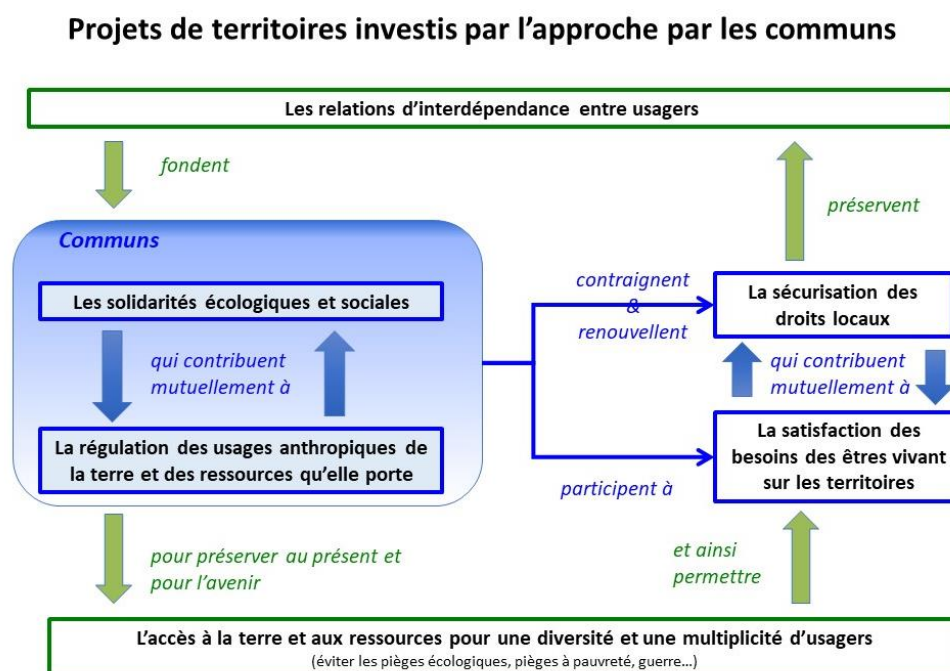 Projets de territoires investis par l'approche par les communs
Les relations d'interdépendance entre usagers
fondent
préservent
Communs
Les solidarités écologiques et sociales
qui contribuent
mutuellement à
La régulation des usages anthropiques de
la terre et des ressources qu'elle porte
contraignent
&
renouvellent
La sécurisation des
droits locaux
qui contribuent
mutuellement à
La satisfaction des
besoins des êtres vivant
sur les territoires
participent à
pour préserver au présent et
pour l'avenir
et ainsi
permettre
L'accès à la terre et aux ressources pour une diversité et une multiplicité d'usagers
(éviter les pièges écologiques, pièges à pauvreté, guerre…)